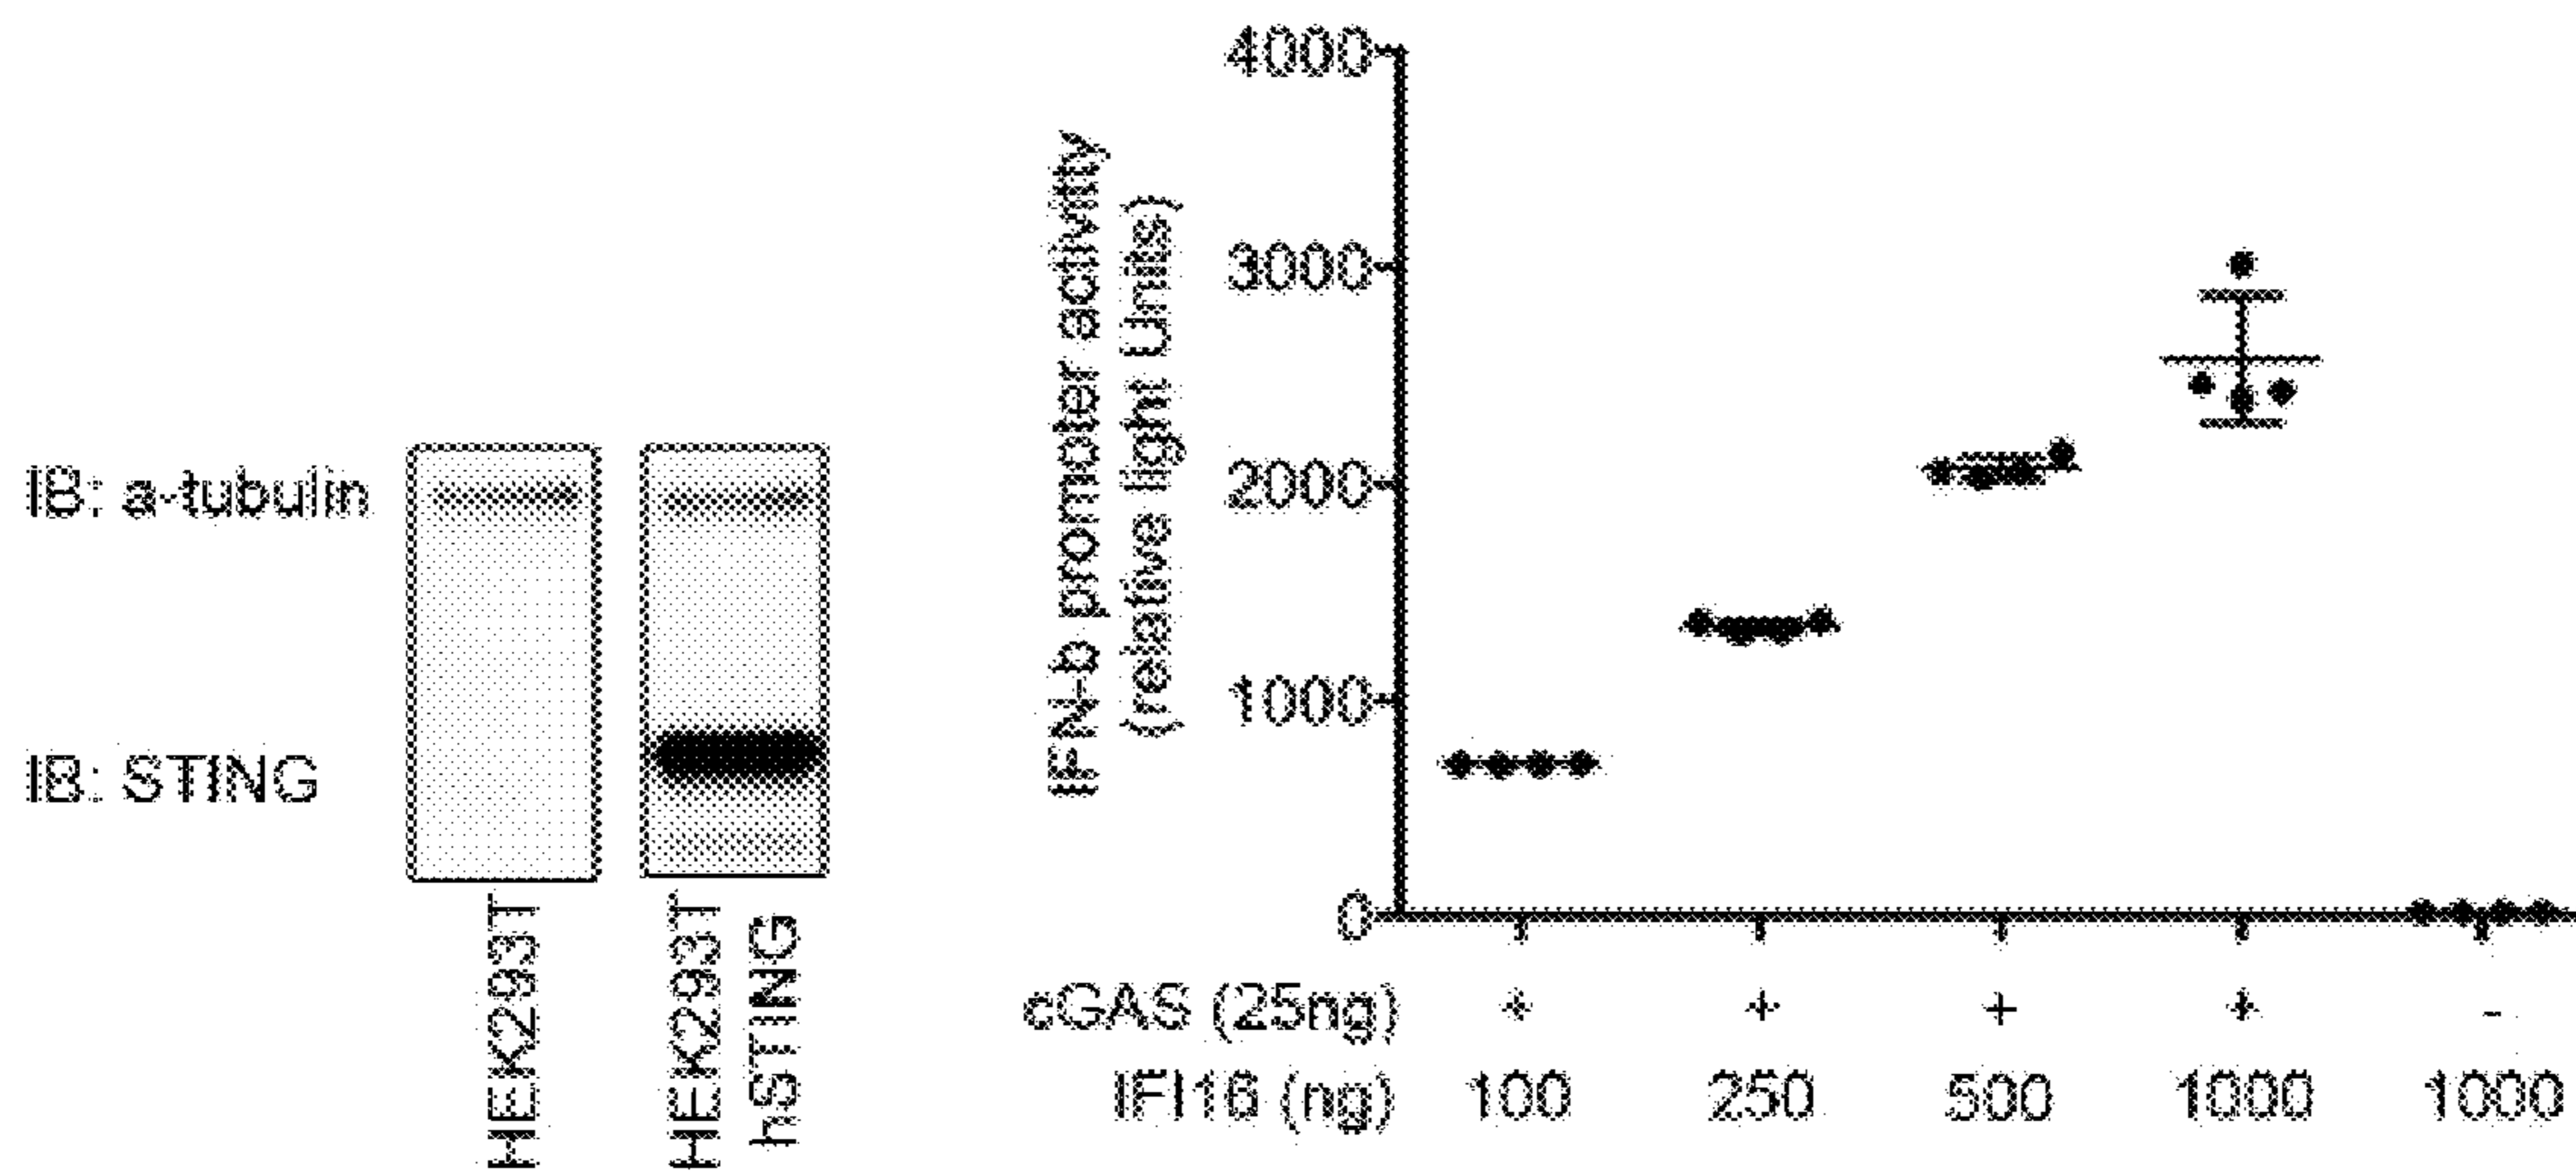 IB: a-tubulin
IB: STING
HEK293T
HEK293T
hSTING
IFN-b promoter activity
(relative light Units)
4000
3000
2000
1000
0
cGAS (25ng) + + + + -
IFI16 (ng) 100 250 500 1000 1000